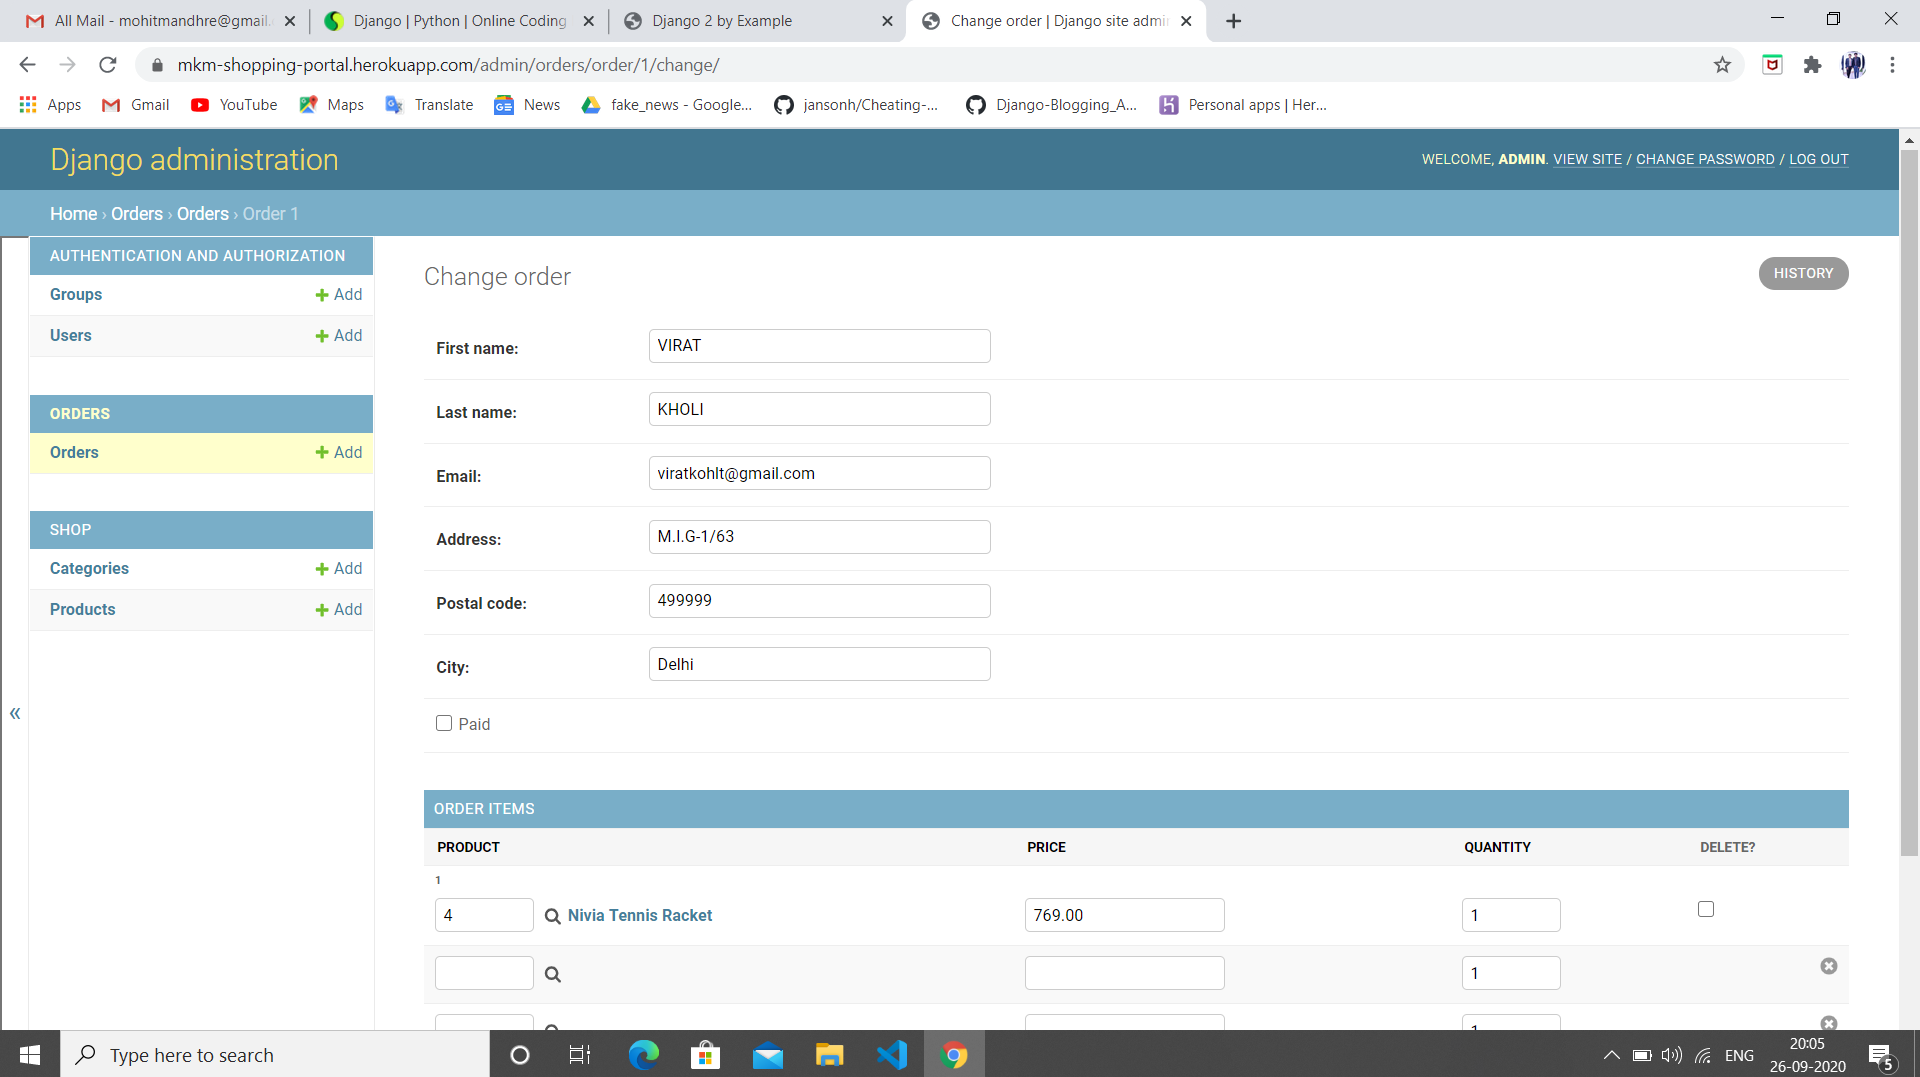 All Mail - mohitmandhre@gmail.
Django | Python | Online Coding
Django 2 by Example
Change order | Django site admi
mkm-shopping-portal.herokuapp.com/admin/orders/order/1/change/
Apps Gmail YouTube Maps Translate News fake_news - Google... jansonh/Cheating-... Django-Blogging_A... Personal apps | Her...
Django administration
WELCOME, ADMIN. VIEW SITE / CHANGE PASSWORD / LOG OUT
Home › Orders › Orders › Order 1
AUTHENTICATION AND AUTHORIZATION
Groups + Add
Users + Add
ORDERS
Orders + Add
SHOP
Categories + Add
Products + Add
«
Change order
HISTORY
First name: VIRAT
Last name: KHOLI
Email: viratkohlt@gmail.com
Address: M.I.G-1/63
Postal code: 499999
City: Delhi
Paid
ORDER ITEMS
PRODUCT PRICE QUANTITY DELETE?
1
4 Nivia Tennis Racket 769.00 1
1
1
Type here to search
ENG
20:05
26-09-2020
5